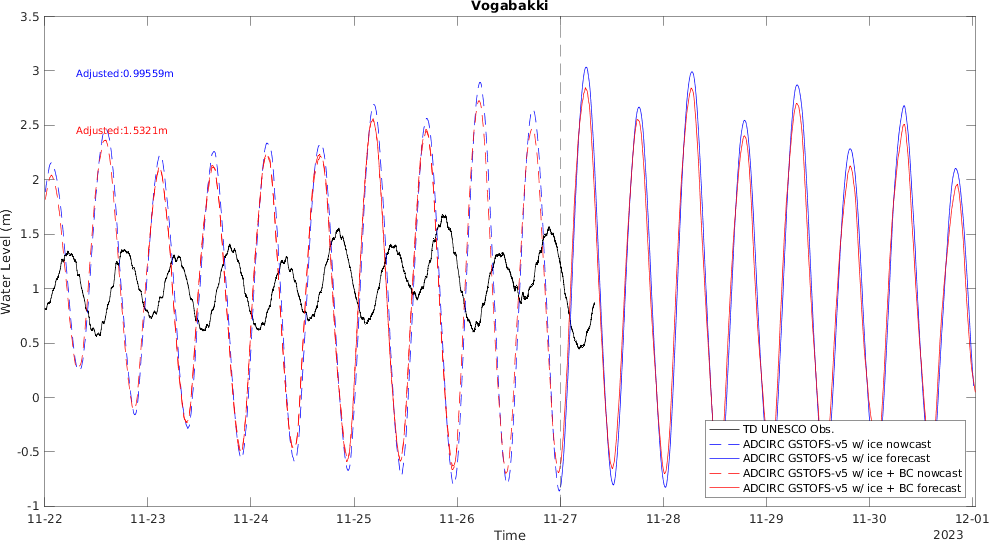 Vogabakki
3.5
3
2.5
2
1.5
1
0.5
0
-0.5
-1
Water Level (m)
Adjusted:0.99559m
Adjusted:1.5321m
TD UNESCO Obs.
ADCIRC GSTOFS-v5 w/ ice nowcast
ADCIRC GSTOFS-v5 w/ ice forecast
ADCIRC GSTOFS-v5 w/ ice + BC nowcast
ADCIRC GSTOFS-v5 w/ ice + BC forecast
11-22 11-23 11-24 11-25 11-26 11-27 11-28 11-29 11-30 12-01
Time
2023